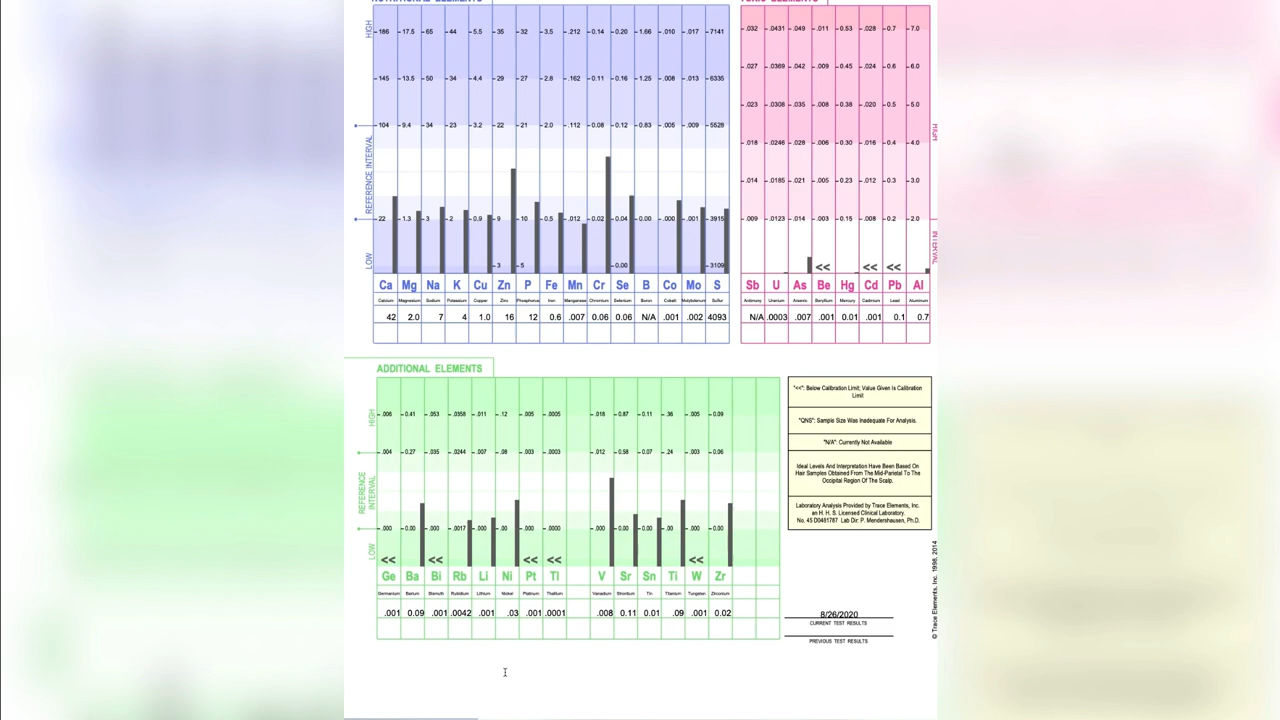 NUTRITIONAL ELEMENTS
TOXIC ELEMENTS
HIGH
186 17.5 65 44 5.5 35 32 3.5 .212 0.14 0.20 1.66 .010 .017 7141
145 13.5 50 34 4.4 29 27 2.8 .162 0.11 0.16 1.25 .008 .013 6335
104 9.4 34 23 3.2 22 21 2.0 .112 0.08 0.12 0.83 .005 .009 5528
REFERENCE INTERVAL
22 1.3 3 2 0.9 9 10 0.5 .012 0.02 0.04 .00 .000 .001 3915
LOW
3 5 0.00 3109
Ca Mg Na K Cu Zn P Fe Mn Cr Se B Co Mo S
Calcium Magnesium Sodium Potassium Copper Zinc Phosphorus Iron Manganese Chromium Selenium Boron Cobalt Molybdenum Sulfur
42 2.0 7 4 1.0 16 12 0.6 .007 0.06 0.06 N/A .001 .002 4093
.032 .0431 .049 .011 0.53 .028 0.7 7.0
.027 .0369 .042 .009 0.45 .024 0.6 6.0
.023 .0308 .035 .008 0.38 .020 0.5 5.0
.018 .0246 .028 .006 0.30 .016 0.4 4.0
HIGH
.014 .0185 .021 .005 0.23 .012 0.3 3.0
.009 .0123 .014 .003 0.15 .008 0.2 2.0
<< << <<
Sb U As Be Hg Cd Pb Al
Antimony Uranium Arsenic Beryllium Mercury Cadmium Lead Aluminum
N/A .0003 .007 .001 0.01 .001 0.1 0.7
ADDITIONAL ELEMENTS
HIGH
.008 0.41 .053 .0358 .011 .12 .005 .0005 .018 0.87 0.11 .36 .005 0.09
.004 0.27 .035 .0244 .007 .08 .003 .0003 .012 0.58 0.07 .24 .003 0.06
REFERENCE INTERVAL
.000 0.00 .000 .0017 .000 .00 .000 .0000 .000 0.00 0.00 .00 .000 0.00
LOW
<< << << << <<
Ge Ba Bi Rb Li Ni Pt Tl V Sr Sn Ti W Zr
Germanium Barium Bismuth Rubidium Lithium Nickel Platinum Thallium Vanadium Strontium Tin Titanium Tungsten Zirconium
.001 0.09 .001 .0042 .001 .03 .001 .0001 .008 0.11 0.01 .09 .001 0.02
"<<": Below Calibration Limit; Value Given Is Calibration
Limit
"QNS": Sample Size Was Inadequate For Analysis.
"N/A": Currently Not Available
Ideal Levels And Interpretation Have Been Based On
Hair Samples Obtained From The Mid-Parietal To The
Occipital Region Of The Scalp.
Laboratory Analysis Provided by Trace Elements, Inc.
an H. H. S. Licensed Clinical Laboratory.
No. 45 D0481787 Lab Dir: P. Mendershausen, Ph.D.
8/26/2020
CURRENT TEST RESULTS
PREVIOUS TEST RESULTS
© Trace Elements, Inc. 1998, 2014